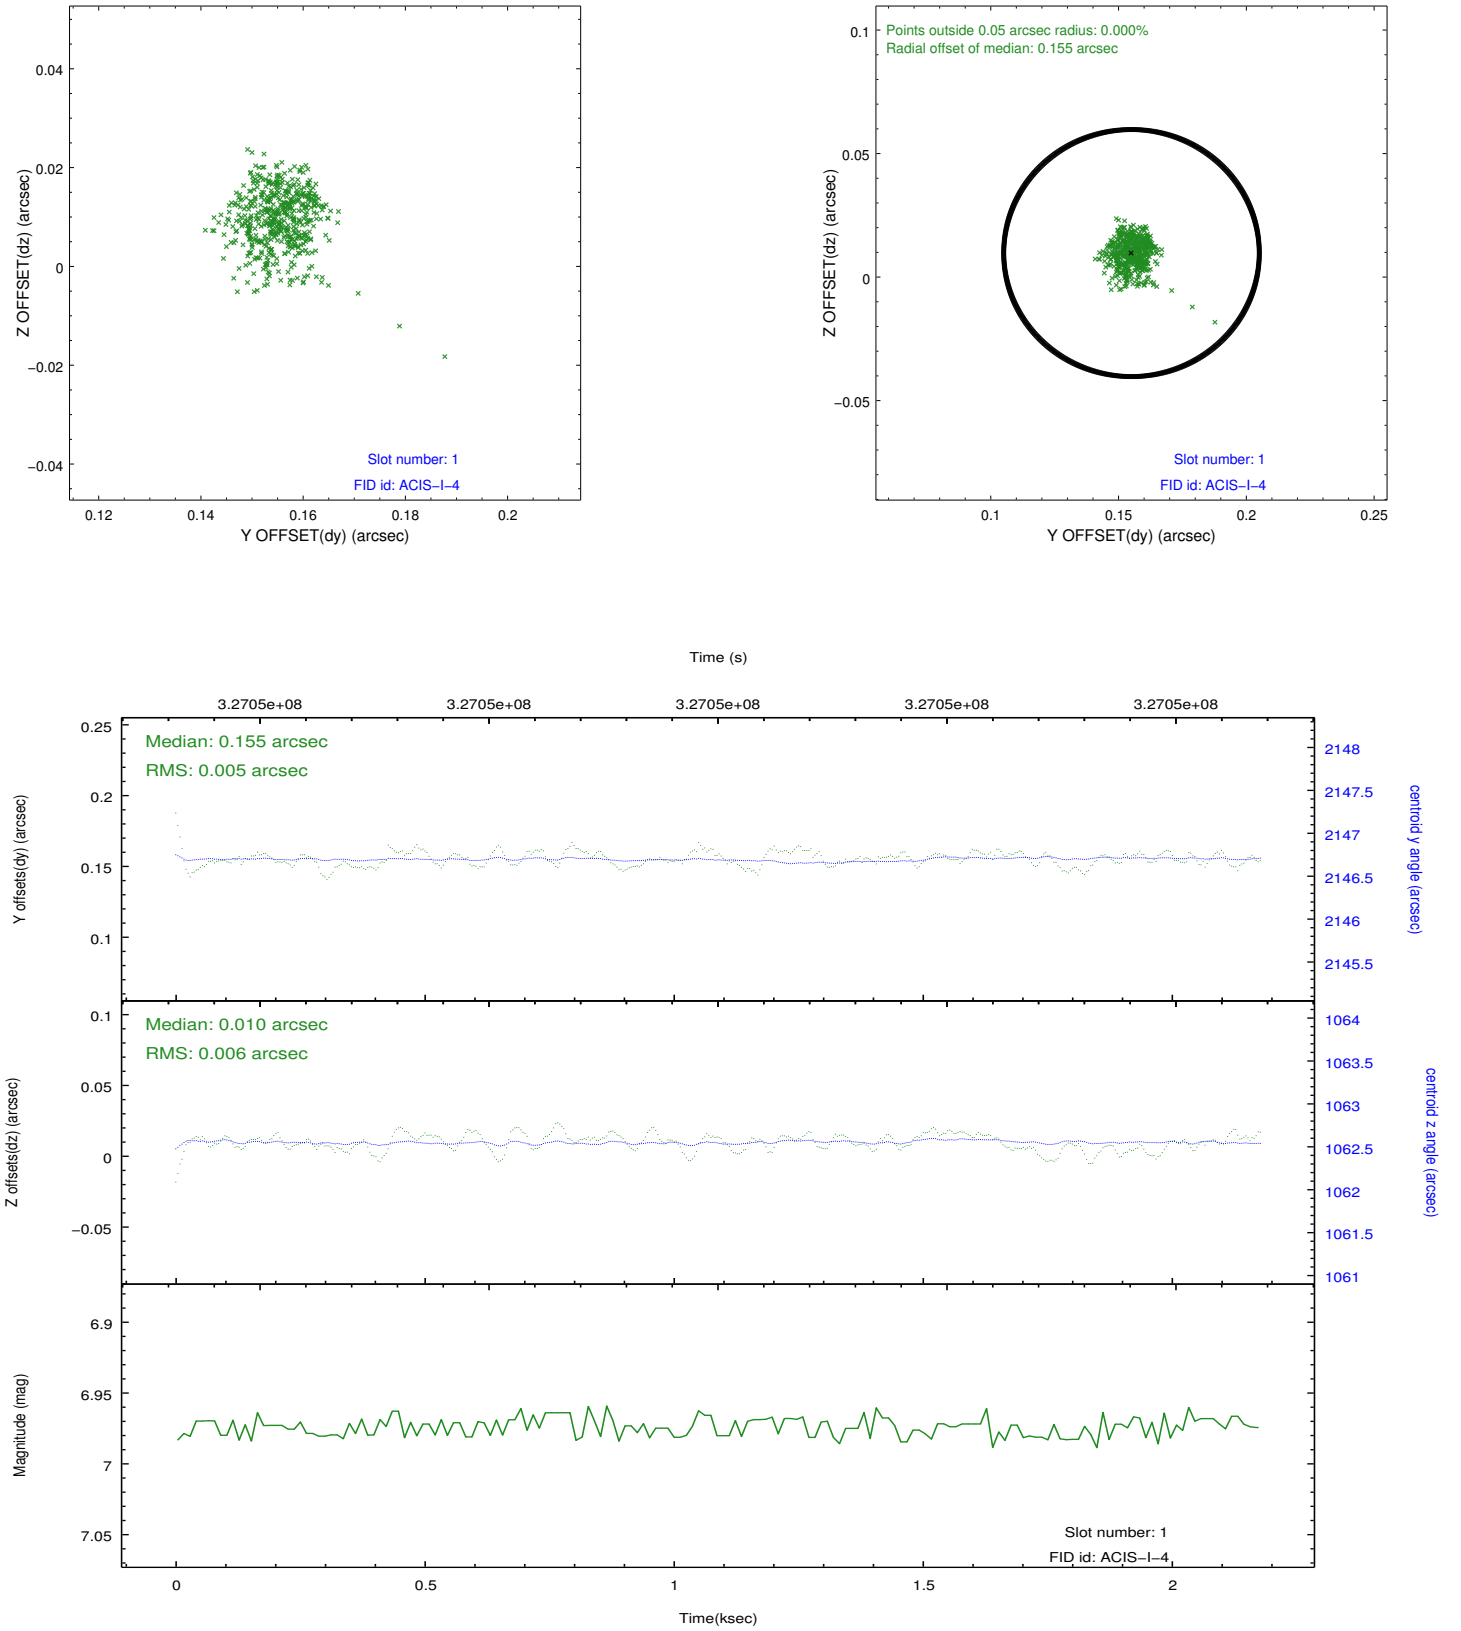 0.04
0.02
0
−0.02
−0.04
0.12
0.14
0.16
0.18
0.2
Z OFFSET(dz) (arcsec)
Y OFFSET(dy) (arcsec)
Slot number: 1
FID id: ACIS−I−4
Points outside 0.05 arcsec radius: 0.000%
Radial offset of median: 0.155 arcsec
0.1
0.05
0
−0.05
0.1
0.15
0.2
0.25
Z OFFSET(dz) (arcsec)
Y OFFSET(dy) (arcsec)
Slot number: 1
FID id: ACIS−I−4
Time (s)
3.2705e+08
3.2705e+08
3.2705e+08
3.2705e+08
3.2705e+08
Median: 0.155 arcsec
RMS: 0.005 arcsec
0.25
0.2
0.15
0.1
Y offsets(dy) (arcsec)
2148
2147.5
2147
2146.5
2146
2145.5
centroid y angle (arcsec)
Median: 0.010 arcsec
RMS: 0.006 arcsec
0.1
0.05
0
−0.05
Z offsets(dz) (arcsec)
1064
1063.5
1063
1062.5
1062
1061.5
1061
centroid z angle (arcsec)
6.9
6.95
7
7.05
Magnitude (mag)
Slot number: 1
FID id: ACIS−I−4
0
0.5
1
1.5
2
Time(ksec)